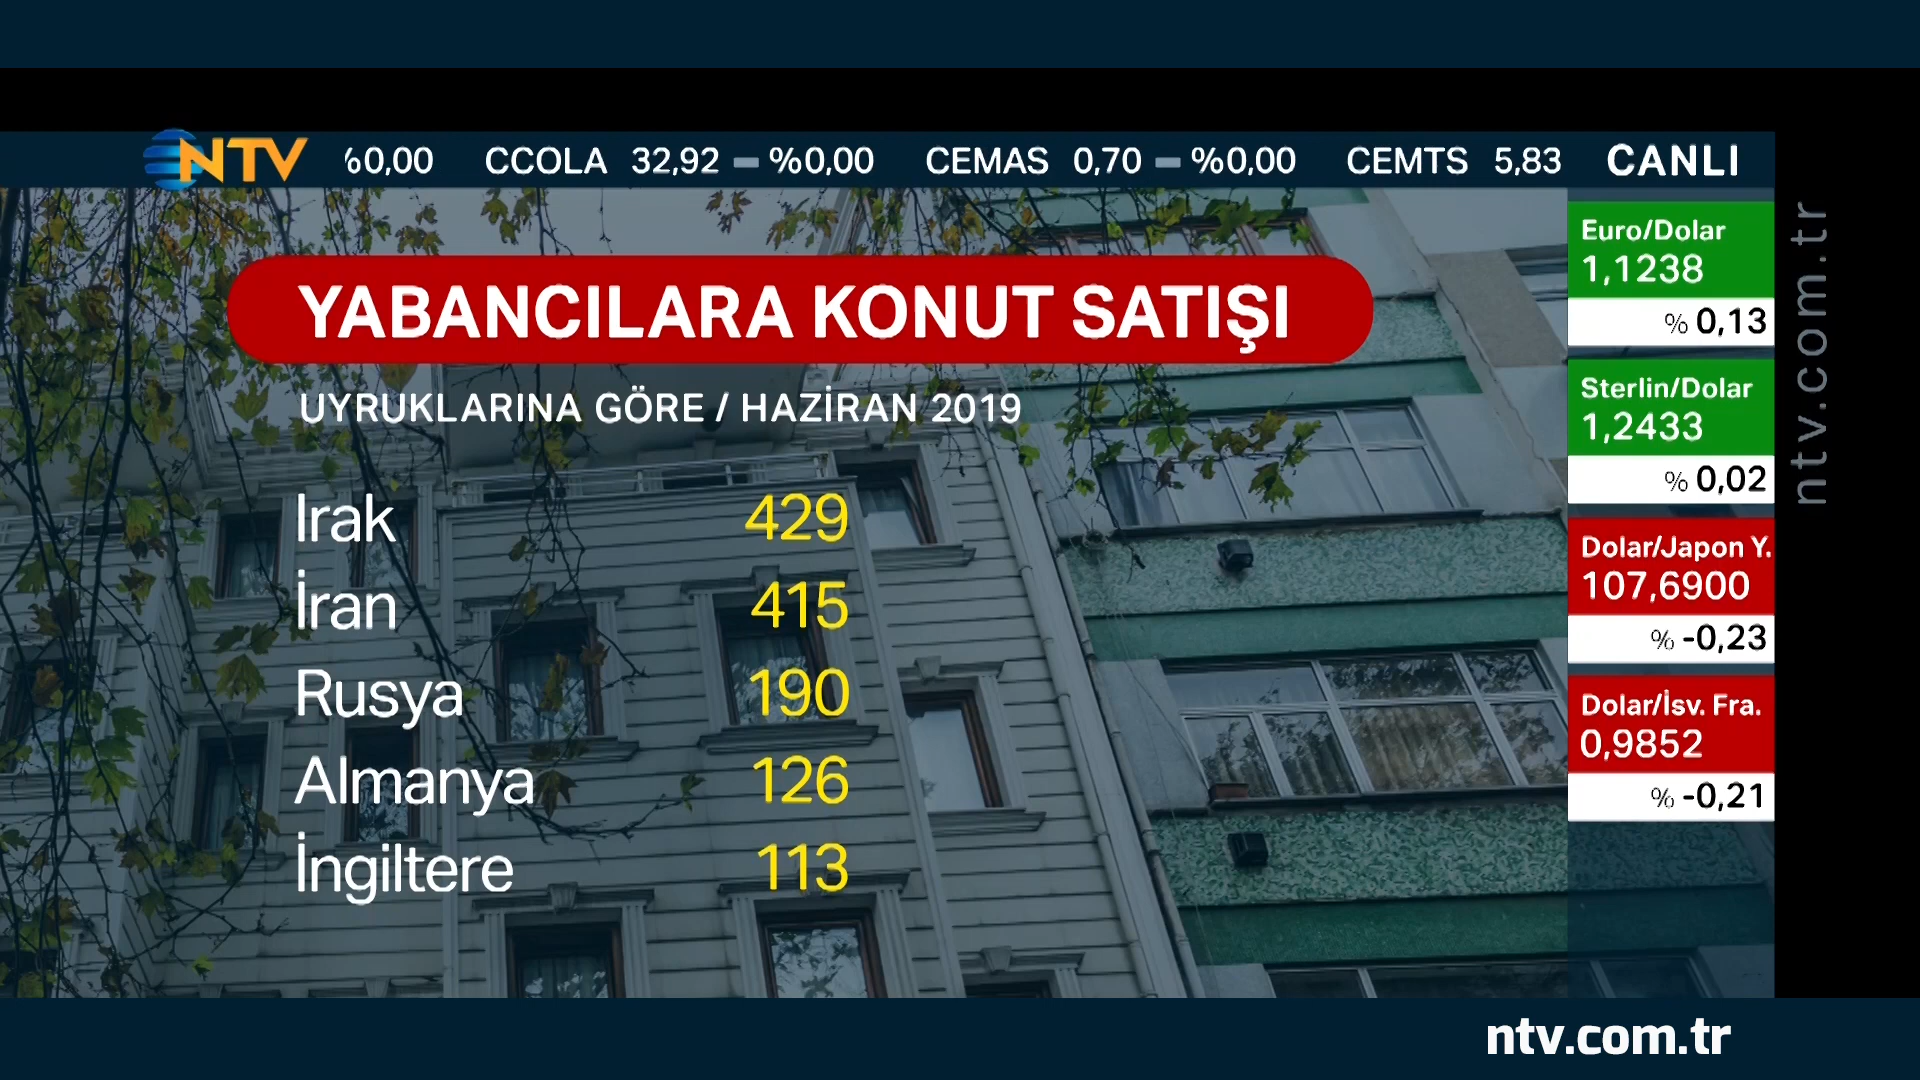 NTV
%0,00 CCOLA 32,92 %0,00 CEMAS 0,70 %0,00 CEMTS 5,83 CANLI
YABANCILARA KONUT SATIŞI
UYRUKLARINA GÖRE / HAZİRAN 2019
Irak 429
İran 415
Rusya 190
Almanya 126
İngiltere 113
Euro/Dolar
1,1238
% 0,13
Sterlin/Dolar
1,2433
% 0,02
Dolar/Japon Y.
107,6900
% -0,23
Dolar/İsv. Fra.
0,9852
% -0,21
ntv.com.tr
ntv.com.tr